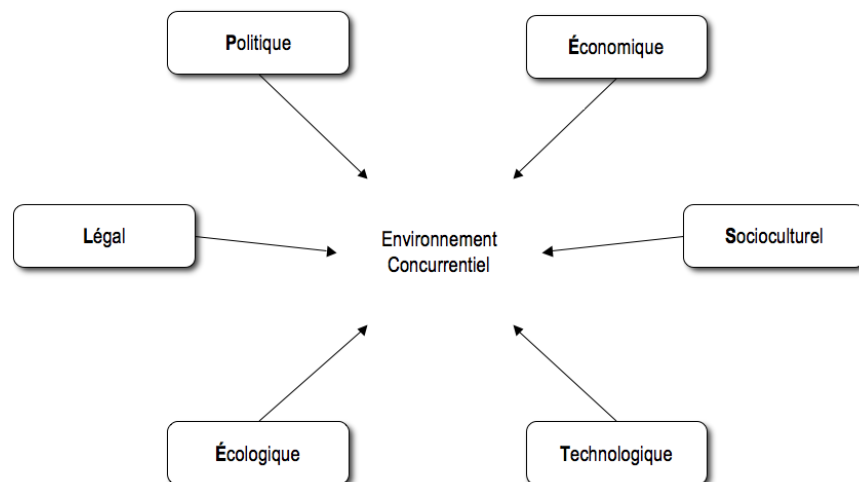 Politique
Économique
Légal
Environnement
Concurrentiel
Socioculturel
Écologique
Technologique